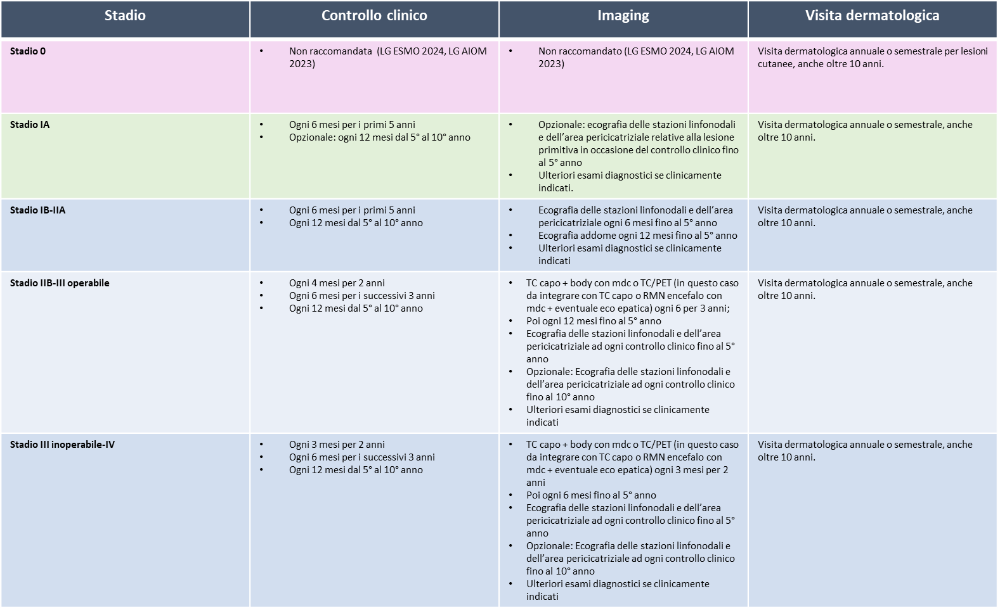 Stadio
Controllo clinico
Imaging
Visita dermatologica
Stadio 0
• Non raccomandata (LG ESMO 2024, LG AIOM
2023)
• Non raccomandato (LG ESMO 2024, LG AIOM
2023)
Visita dermatologica annuale o semestrale per lesioni
cutanee, anche oltre 10 anni.
Stadio IA
• Ogni 6 mesi per i primi 5 anni
• Opzionale: ogni 12 mesi dal 5° al 10° anno
• Opzionale: ecografia delle stazioni linfonodali
e dell’area pericicatriziale relative alla lesione
primitiva in occasione del controllo clinico fino
al 5° anno
• Ulteriori esami diagnostici se clinicamente
indicati.
Visita dermatologica annuale o semestrale, anche
oltre 10 anni.
Stadio IB-IIA
• Ogni 6 mesi per i primi 5 anni
• Ogni 12 mesi dal 5° al 10° anno
• Ecografia delle stazioni linfonodali e dell’area
pericicatriziale ogni 6 mesi fino al 5° anno
• Ecografia addome ogni 12 mesi fino al 5° anno
• Ulteriori esami diagnostici se clinicamente
indicati
Visita dermatologica annuale o semestrale, anche
oltre 10 anni.
Stadio IIB-III operabile
• Ogni 4 mesi per 2 anni
• Ogni 6 mesi per i successivi 3 anni
• Ogni 12 mesi dal 5° al 10° anno
• TC capo + body con mdc o TC/PET (in questo caso
da integrare con TC capo o RMN encefalo con
mdc + eventuale eco epatica) ogni 6 per 3 anni;
• Poi ogni 12 mesi fino al 5° anno
• Ecografia delle stazioni linfonodali e dell’area
pericicatriziale ad ogni controllo clinico fino al 5°
anno
• Opzionale: Ecografia delle stazioni linfonodali e
dell’area pericicatriziale ad ogni controllo clinico
fino al 10° anno
• Ulteriori esami diagnostici se clinicamente
indicati
Visita dermatologica annuale o semestrale, anche
oltre 10 anni.
Stadio III inoperabile-IV
• Ogni 3 mesi per 2 anni
• Ogni 6 mesi per i successivi 3 anni
• Ogni 12 mesi dal 5° al 10° anno
• TC capo + body con mdc o TC/PET (in questo caso
da integrare con TC capo o RMN encefalo con
mdc + eventuale eco epatica) ogni 3 mesi per 2
anni
• Poi ogni 6 mesi fino al 5° anno
• Ecografia delle stazioni linfonodali e dell’area
pericicatriziale ad ogni controllo clinico fino al 5°
anno
• Opzionale: Ecografia delle stazioni linfonodali e
dell’area pericicatriziale ad ogni controllo clinico
fino al 10° anno
• Ulteriori esami diagnostici se clinicamente
indicati
Visita dermatologica annuale o semestrale, anche
oltre 10 anni.